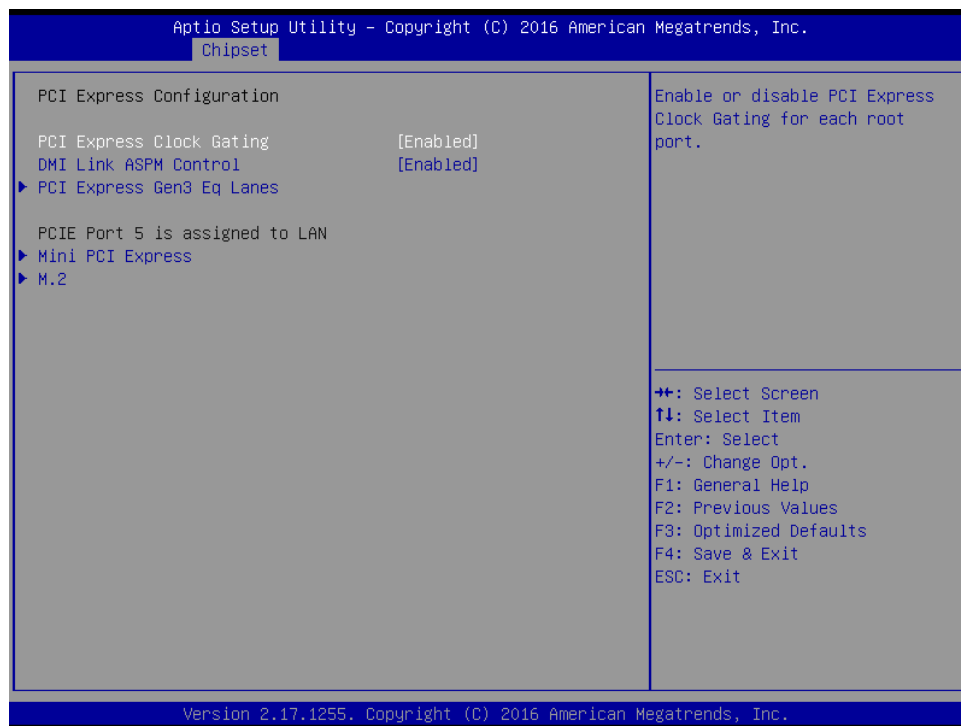 Aptio Setup Utility – Copyright (C) 2016 American Megatrends, Inc.
Chipset
PCI Express Configuration
PCI Express Clock Gating [Enabled]
DMI Link ASPM Control [Enabled]
PCI Express Gen3 Eq Lanes
PCIE Port 5 is assigned to LAN
Mini PCI Express
M.2
Enable or disable PCI Express
Clock Gating for each root
port.
→←: Select Screen
↑↓: Select Item
Enter: Select
+/-: Change Opt.
F1: General Help
F2: Previous Values
F3: Optimized Defaults
F4: Save & Exit
ESC: Exit
Version 2.17.1255. Copyright (C) 2016 American Megatrends, Inc.